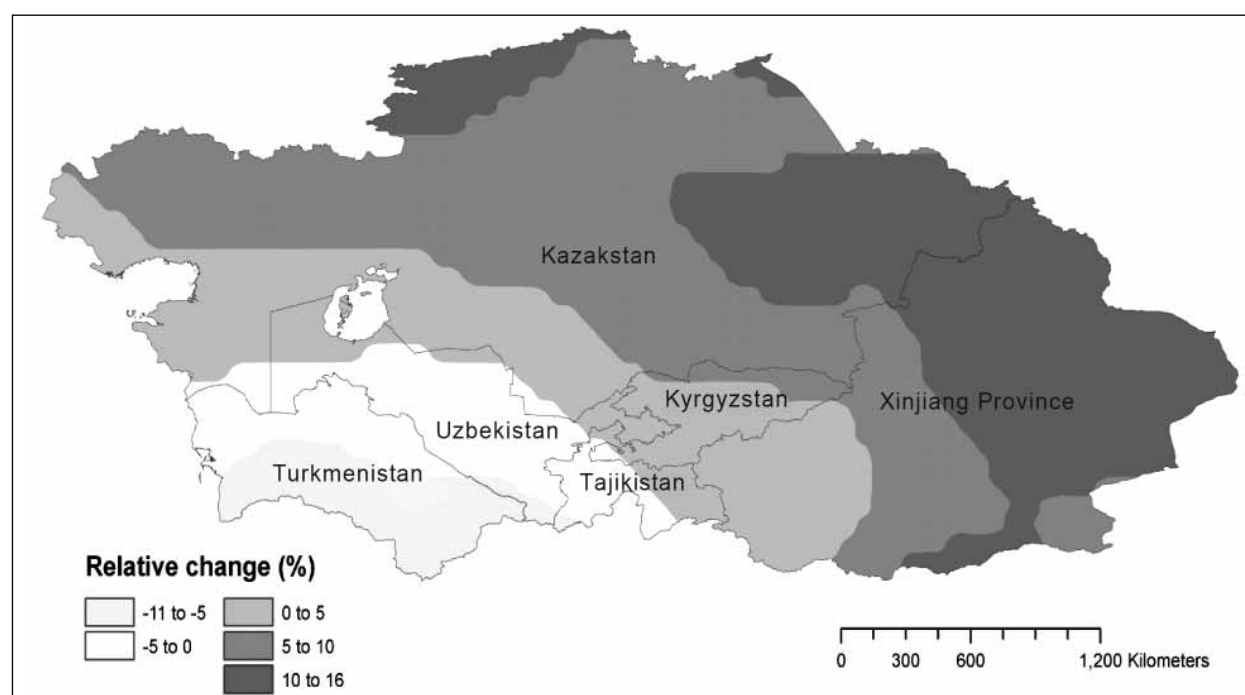 Kazakstan
Kyrgyzstan
Xinjiang Province
Uzbekistan
Turkmenistan
Tajikistan
Relative change (%)
-11 to -5
0 to 5
-5 to 0
5 to 10
10 to 16
0 300 600 1,200 Kilometers